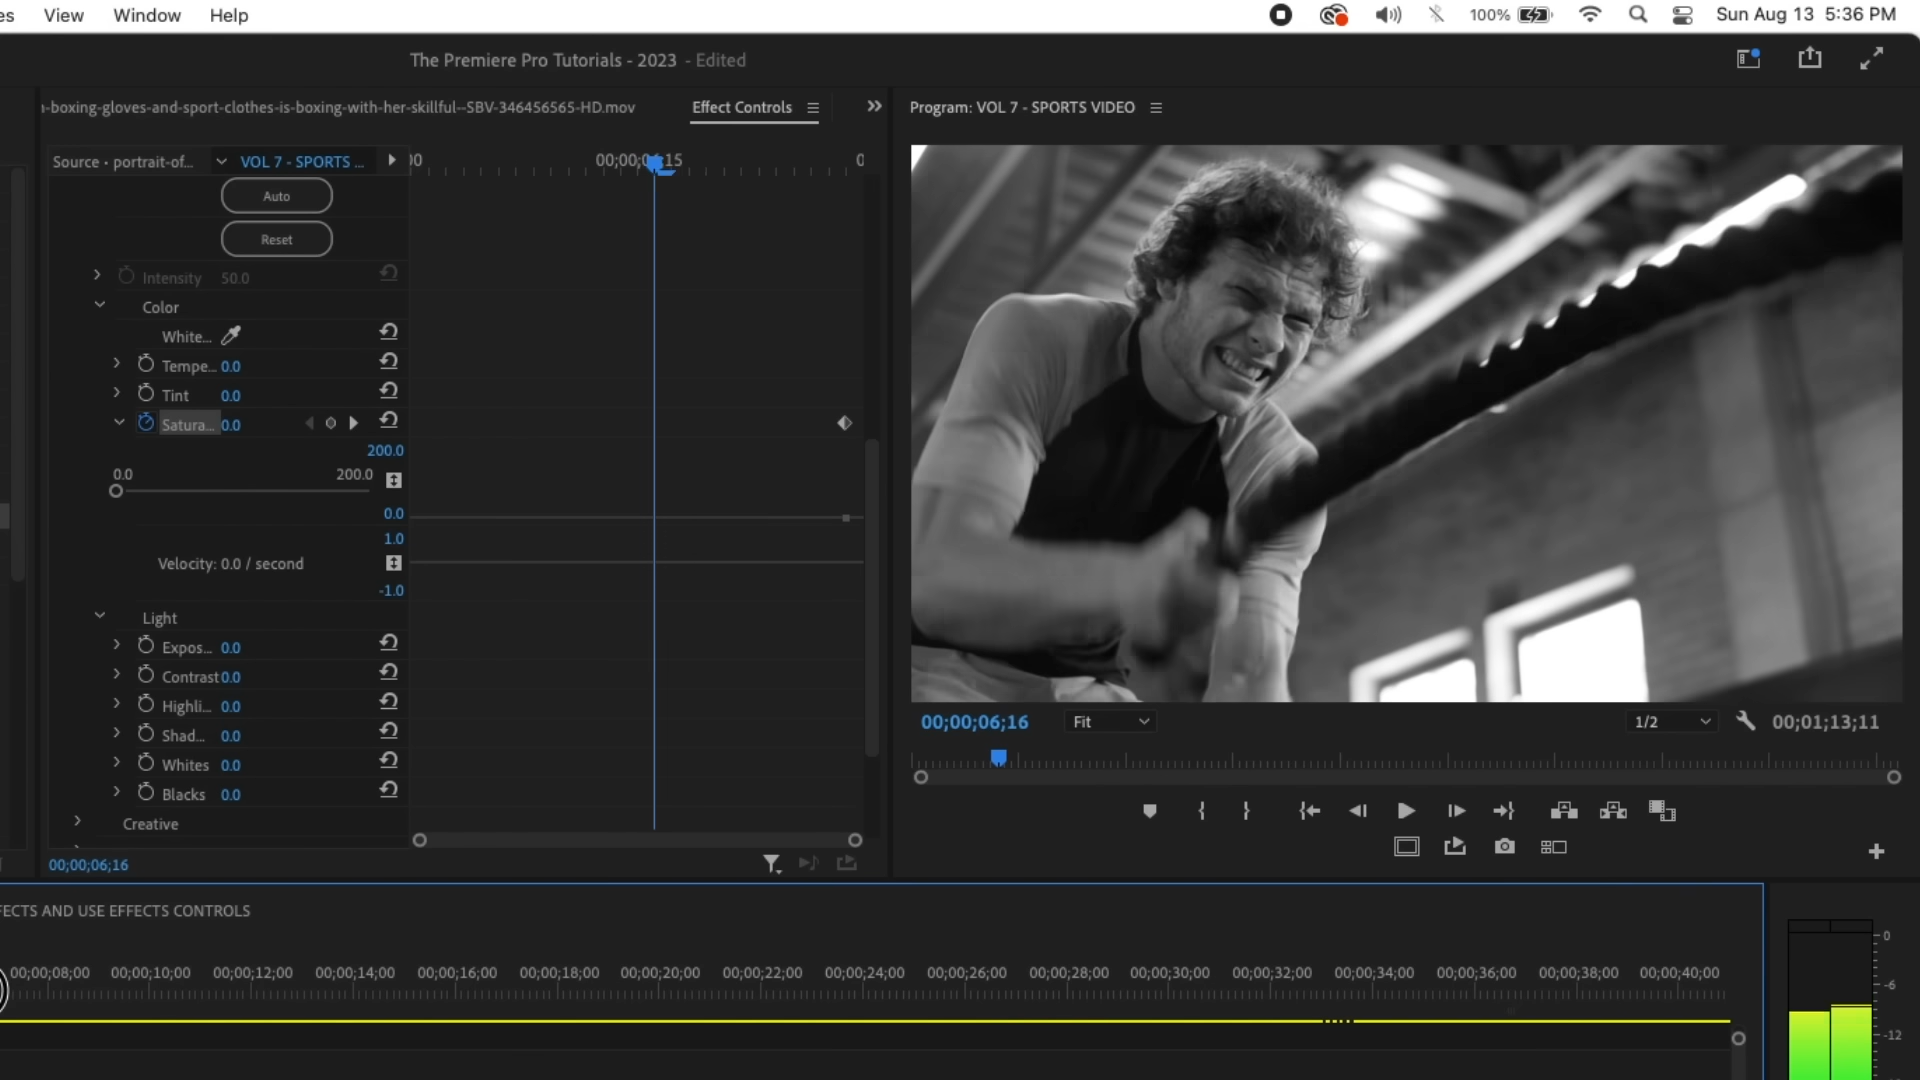 es View Window Help 100% Sun Aug 13 5:36 PM
The Premiere Pro Tutorials - 2023 - Edited
-boxing-gloves-and-sport-clothes-is-boxing-with-her-skillful--SBV-346456565-HD.mov Effect Controls
Program: VOL 7 - SPORTS VIDEO
Source • portrait-of... VOL 7 - SPORTS ... 00 00;00;0 15 0
Auto
Reset
Intensity 50.0
Color
White...
Tempe... 0.0
Tint 0.0
Satura... 0.0
200.0
0.0 200.0
0.0
1.0
Velocity: 0.0 / second
-1.0
Light
Expos... 0.0
Contrast 0.0
Highli... 0.0
Shad... 0.0
Whites 0.0
Blacks 0.0
Creative
00;00;06;16
00;00;06;16 Fit 1/2 00;01;13;11
FECTS AND USE EFFECTS CONTROLS
00;00;08;00 00;00;10;00 00;00;12;00 00;00;14;00 00;00;16;00 00;00;18;00 00;00;20;00 00;00;22;00 00;00;24;00 00;00;26;00 00;00;28;00 00;00;30;00 00;00;32;00 00;00;34;00 00;00;36;00 00;00;38;00 00;00;40;00
0
-6
-12